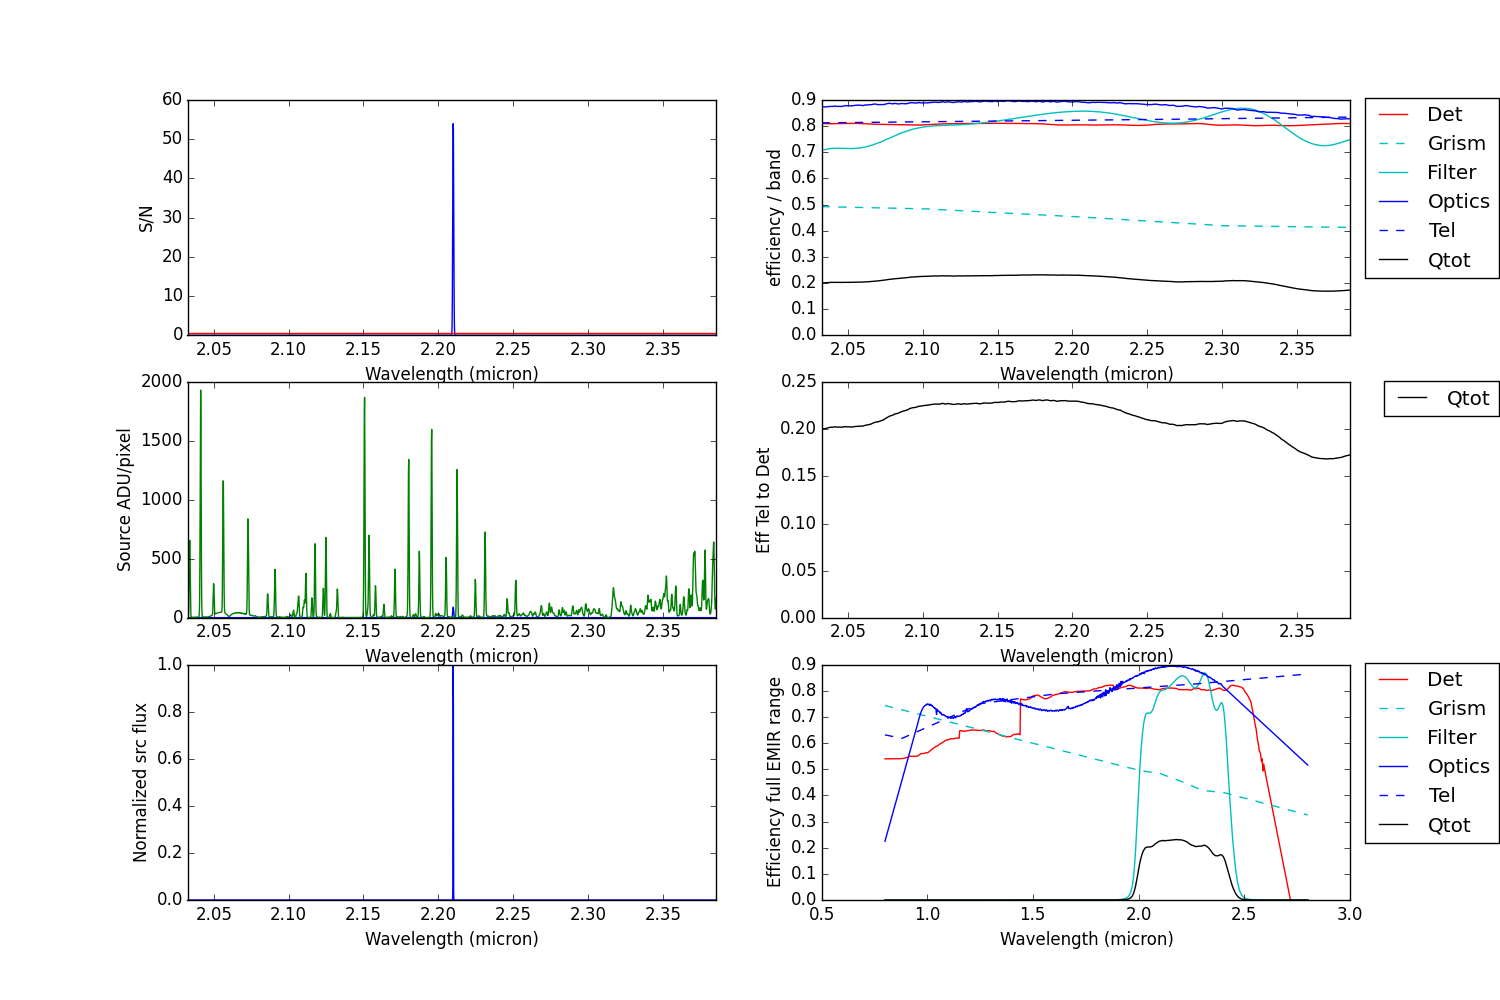 60
50
40
30
20
10
0
S/N
2.05 2.10 2.15 2.20 2.25 2.30 2.35
Wavelength (micron)
0.9
0.8
0.7
0.6
0.5
0.4
0.3
0.2
0.1
0.0
efficiency / band
2.05 2.10 2.15 2.20 2.25 2.30 2.35
Wavelength (micron)
Det
Grism
Filter
Optics
Tel
Qtot
2000
1500
1000
500
0
Source ADU/pixel
2.05 2.10 2.15 2.20 2.25 2.30 2.35
Wavelength (micron)
0.25
0.20
0.15
0.10
0.05
0.00
Eff Tel to Det
2.05 2.10 2.15 2.20 2.25 2.30 2.35
Wavelength (micron)
Qtot
1.0
0.8
0.6
0.4
0.2
0.0
Normalized src flux
2.05 2.10 2.15 2.20 2.25 2.30 2.35
Wavelength (micron)
0.9
0.8
0.7
0.6
0.5
0.4
0.3
0.2
0.1
0.0
Efficiency full EMIR range
0.5 1.0 1.5 2.0 2.5 3.0
Wavelength (micron)
Det
Grism
Filter
Optics
Tel
Qtot